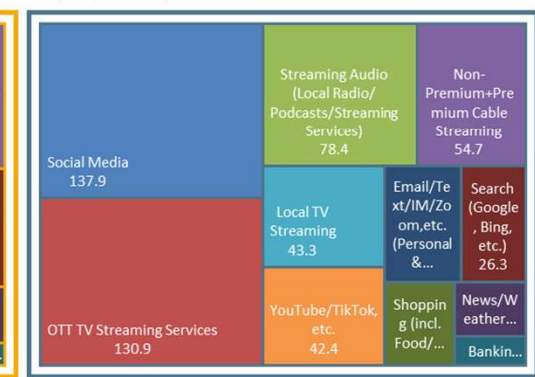 Social Media
137.9
OTT TV Streaming Services
130.9
Streaming Audio
(Local Radio/
Podcasts/Streaming
Services)
78.4
Non-
Premium+Pre
mium Cable
Streaming
54.7
Local TV
Streaming
43.3
YouTube/TikTok,
etc.
42.4
Email/Te
xt/IM/Zo
om,etc.
(Personal
&...
Search
(Google
, Bing,
etc.)
26.3
Shoppin
g (incl.
Food/...
News/W
eather...
Bankin...